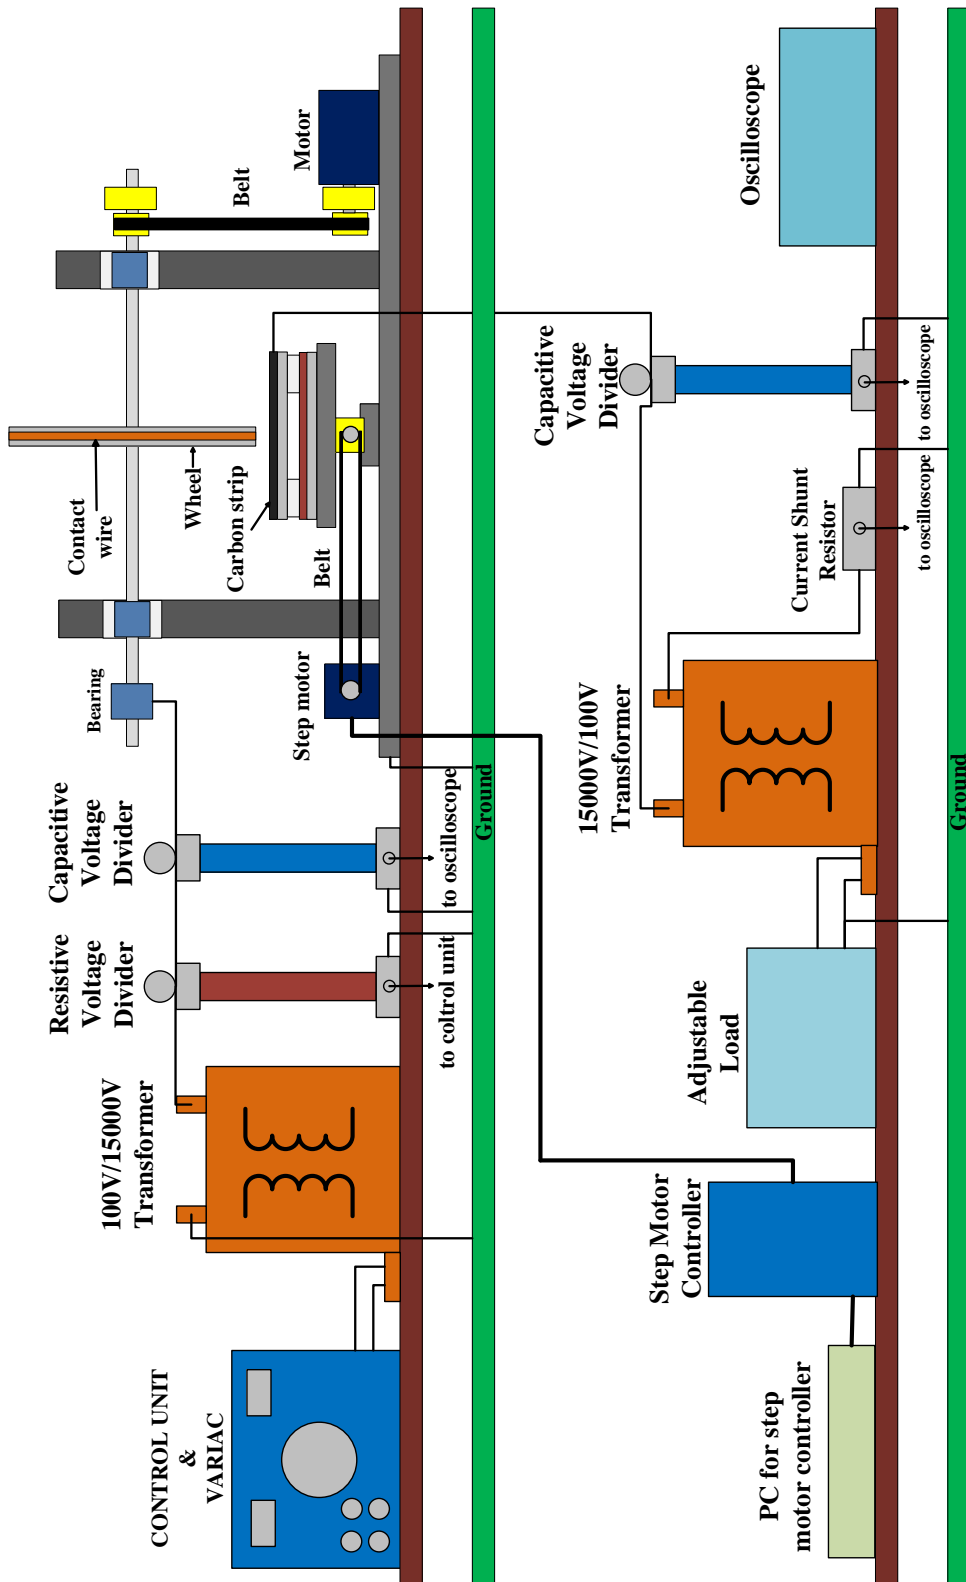 CONTROL UNIT
&
VARIAC
100V/15000V
Transformer
Resistive
Voltage
Divider
to coltrol unit
Capacitive
Voltage
Divider
to oscilloscope
Ground
Bearing
Step motor
Contact
wire
Wheel
Carbon strip
Belt
Belt
Motor
PC for step
motor controller
Step Motor
Controller
Adjustable
Load
15000V/100V
Transformer
Current Shunt
Resistor
to oscilloscope
Capacitive
Voltage
Divider
to oscilloscope
Oscilloscope
Ground